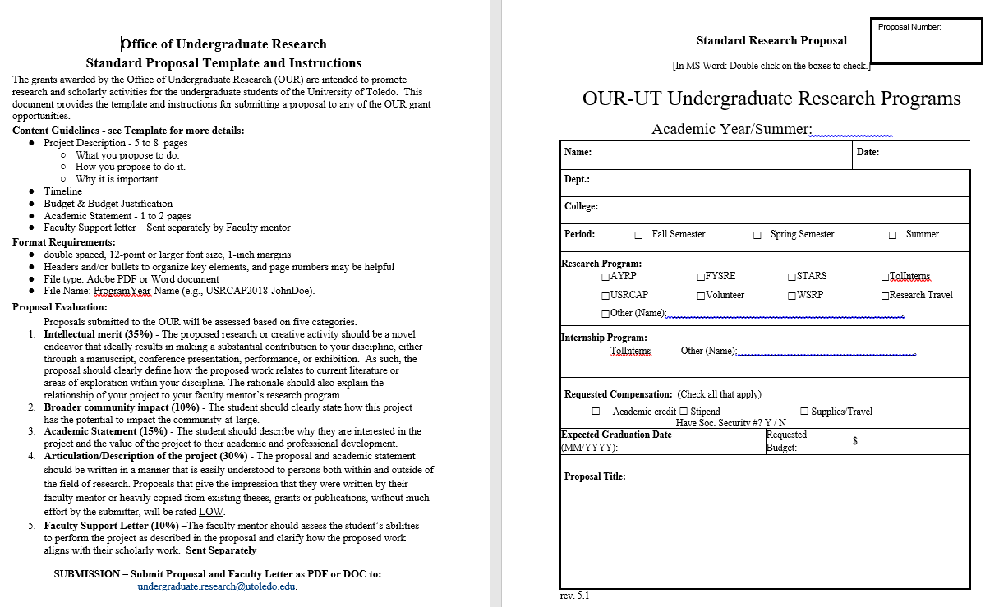 Office of Undergraduate Research
Standard Proposal Template and Instructions
The grants awarded by the Office of Undergraduate Research (OUR) are intended to promote
research and scholarly activities for the undergraduate students of the University of Toledo. This
document provides the template and instructions for submitting a proposal to any of the OUR grant
opportunities.
Content Guidelines - see Template for more details:
● Project Description - 5 to 8 pages
○ What you propose to do.
○ How you propose to do it.
○ Why it is important.
● Timeline
● Budget & Budget Justification
● Academic Statement - 1 to 2 pages
● Faculty Support letter – Sent separately by Faculty mentor
Format Requirements:
● double spaced, 12-point or larger font size, 1-inch margins
● Headers and/or bullets to organize key elements, and page numbers may be helpful
● File type: Adobe PDF or Word document
● File Name: ProgramYear-Name (e.g., USRCAP2018-JohnDoe).
Proposal Evaluation:
Proposals submitted to the OUR will be assessed based on five categories.
1. Intellectual merit (35%) - The proposed research or creative activity should be a novel
endeavor that ideally results in making a substantial contribution to your discipline, either
through a manuscript, conference presentation, performance, or exhibition. As such, the
proposal should clearly define how the proposed work relates to current literature or
areas of exploration within your discipline. The rationale should also explain the
relationship of your project to your faculty mentor's research program
2. Broader community impact (10%) - The student should clearly state how this project
has the potential to impact the community-at-large.
3. Academic Statement (15%) - The student should describe why they are interested in the
project and the value of the project to their academic and professional development.
4. Articulation/Description of the project (30%) - The proposal and academic statement
should be written in a manner that is easily understood to persons both within and outside of
the field of research. Proposals that give the impression that they were written by their
faculty mentor or heavily copied from existing theses, grants or publications, without much
effort by the submitter, will be rated LOW.
5. Faculty Support Letter (10%) –The faculty mentor should assess the student's abilities
to perform the project as described in the proposal and clarify how the proposed work
aligns with their scholarly work. Sent Separately
SUBMISSION – Submit Proposal and Faculty Letter as PDF or DOC to:
undergraduate.research@utoledo.edu.
Proposal Number:
Standard Research Proposal
[In MS Word: Double click on the boxes to check.]
OUR-UT Undergraduate Research Programs
Academic Year/Summer:
Name: Date:
Dept.:
College:
Period: ☐ Fall Semester ☐ Spring Semester ☐ Summer
Research Program:
☐AYRP ☐FYSRE ☐STARS ☐TolInterns
☐USRCAP ☐Volunteer ☐WSRP ☐Research Travel
☐Other (Name):
Internship Program:
TolInterns Other (Name):
Requested Compensation: (Check all that apply)
☐ Academic credit ☐ Stipend ☐ Supplies/Travel
Have Soc. Security #? Y / N
Expected Graduation Date Requested
(MM/YYYY): Budget: $
Proposal Title:
rev. 5.1